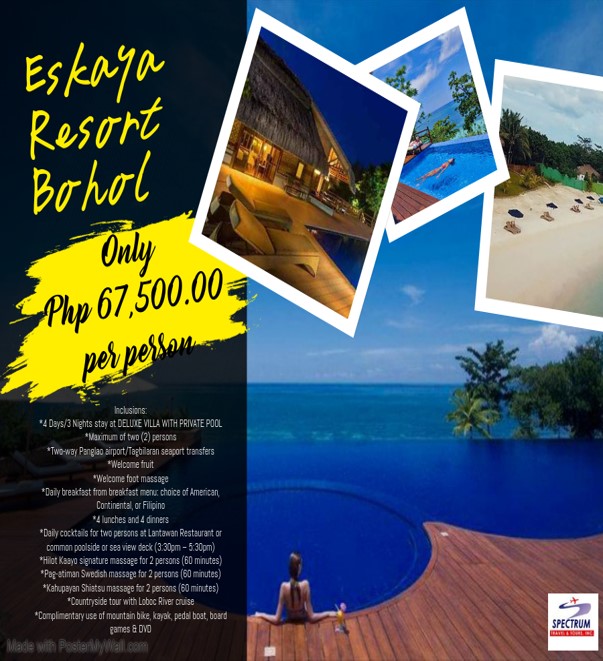 Eskaya
Resort
Bohol
Only
Php 67,500.00
per person
Inclusions:
*4 Days/3 Nights stay at DELUXE VILLA WITH PRIVATE POOL
*Maximum of two (2) persons
*Two-way Panglao airport/Tagbilaran seaport transfers
*Welcome fruit
*Welcome foot massage
*Daily breakfast from breakfast menu: choice of American,
Continental, or Filipino
*4 lunches and 4 dinners
*Daily cocktails for two persons at Lantawan Restaurant or
common poolside or sea view deck (3:30pm – 5:30pm)
*Hilot Kaayo signature massage for 2 persons (60 minutes)
*Pag-atiman Swedish massage for 2 persons (60 minutes)
*Kahupayan Shiatsu massage for 2 persons (60 minutes)
*Countryside tour with Loboc River cruise
*Complimentary use of mountain bike, kayak, pedal boat, board
games & DVD
Made with PosterMyWall.com
SPECTRUM
TRAVEL & TOURS, INC